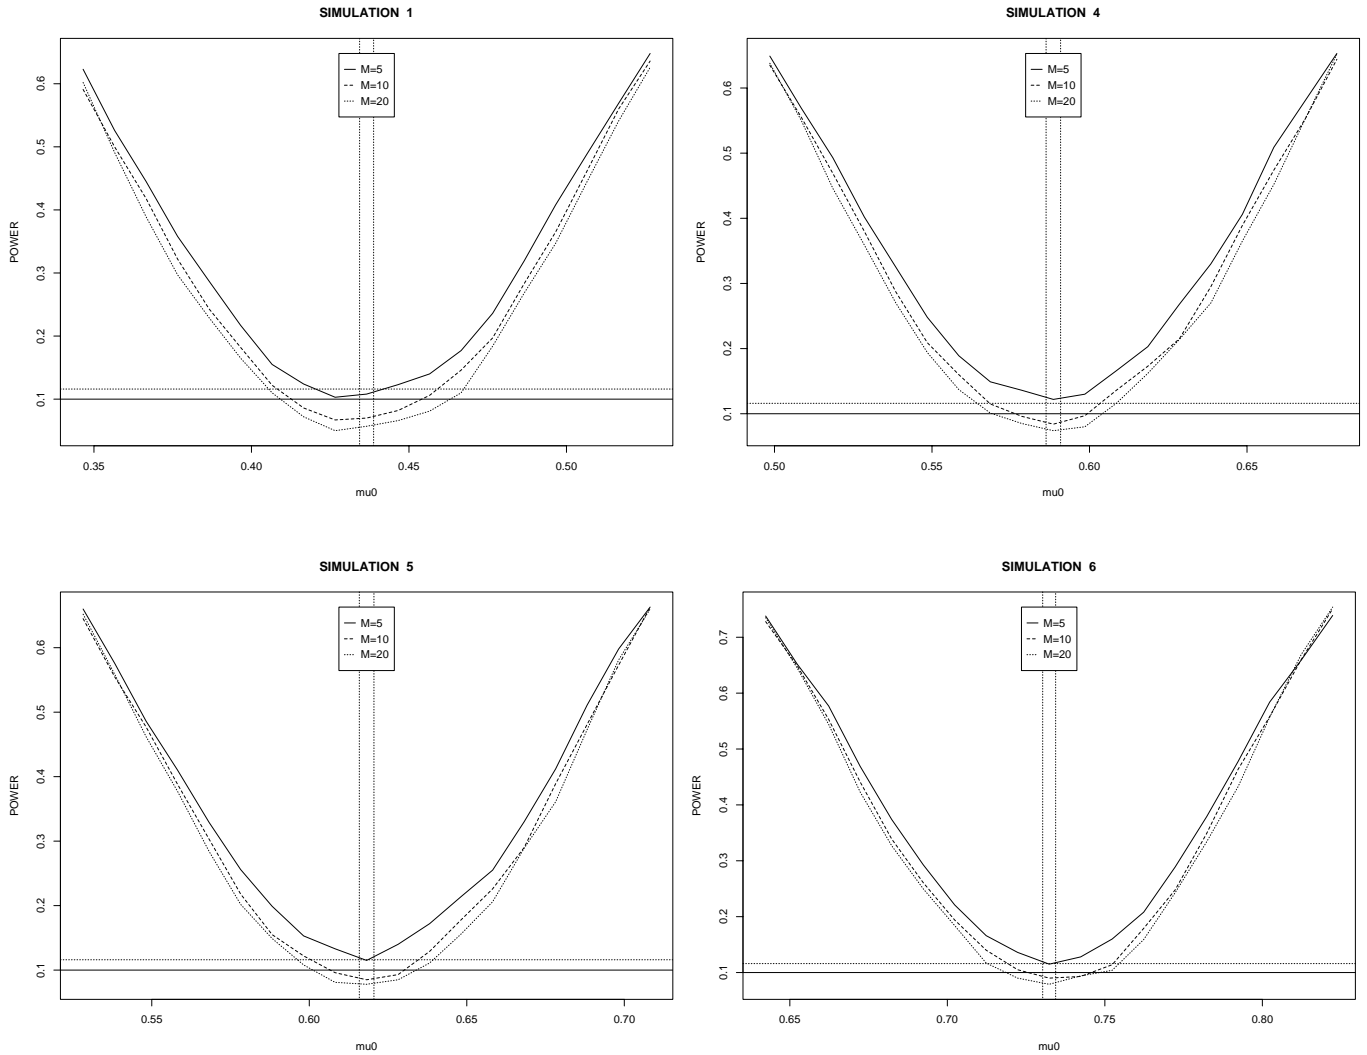 SIMULATION 1
POWER
0.1 0.2 0.3 0.4 0.5 0.6
M=5
M=10
M=20
0.35 0.40 0.45 0.50
mu0
SIMULATION 4
POWER
0.1 0.2 0.3 0.4 0.5 0.6
M=5
M=10
M=20
0.50 0.55 0.60 0.65
mu0
SIMULATION 5
POWER
0.1 0.2 0.3 0.4 0.5 0.6
M=5
M=10
M=20
0.55 0.60 0.65 0.70
mu0
SIMULATION 6
POWER
0.1 0.2 0.3 0.4 0.5 0.6 0.7
M=5
M=10
M=20
0.65 0.70 0.75 0.80
mu0